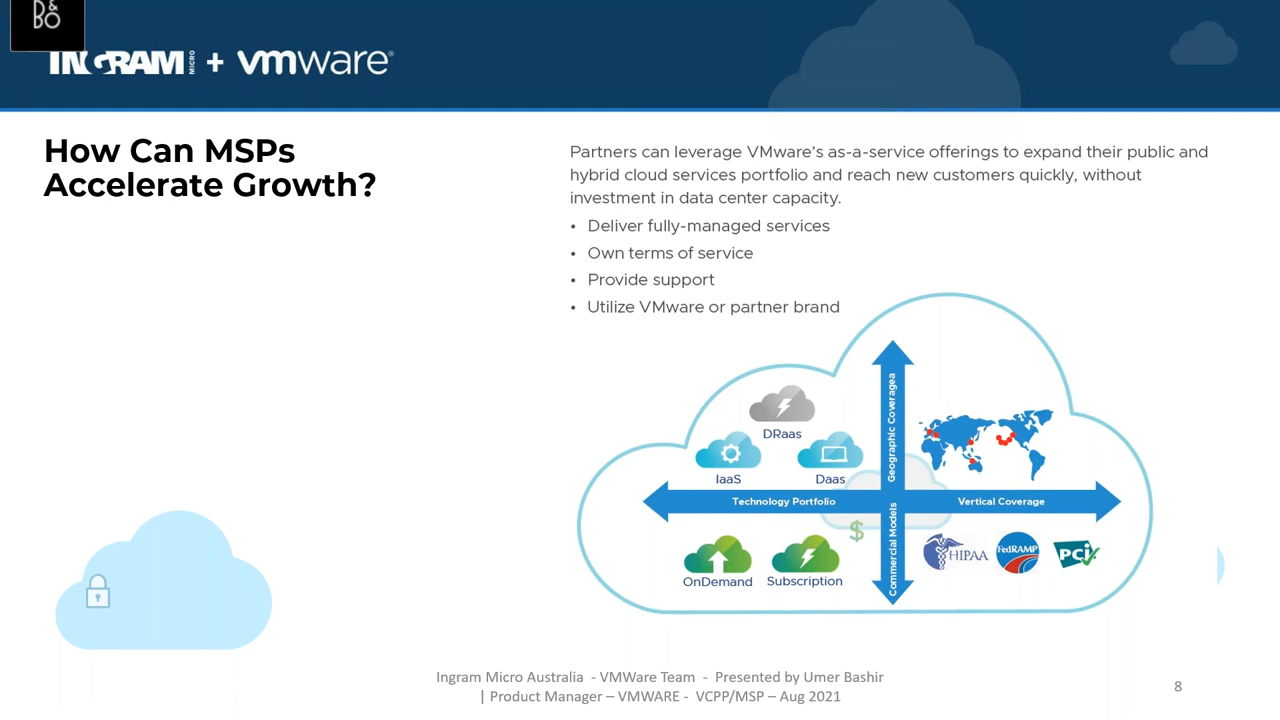 B&
BO
INGRAM MICRO + vmware®
How Can MSPs
Accelerate Growth?
Partners can leverage VMware's as-a-service offerings to expand their public and
hybrid cloud services portfolio and reach new customers quickly, without
investment in data center capacity.
• Deliver fully-managed services
• Own terms of service
• Provide support
• Utilize VMware or partner brand
DRaas
IaaS
Daas
Geographic Coveragea
Technology Portfolio
Vertical Coverage
Commercial Models
$
OnDemand
Subscription
HIPAA
FedRAMP
PCi
Ingram Micro Australia - VMWare Team - Presented by Umer Bashir
| Product Manager – VMWARE - VCPP/MSP – Aug 2021
8